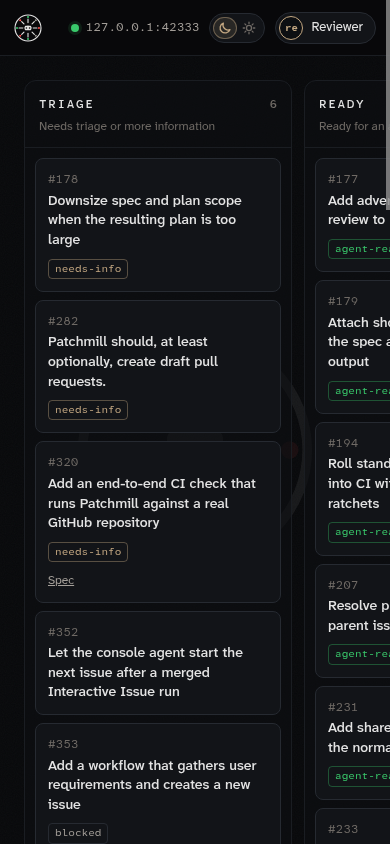 127.0.0.1:42333
re
Reviewer
TRIAGE
6
Needs triage or more information
#178
Downsize spec and plan scope
when the resulting plan is too
large
needs-info
#282
Patchmill should, at least
optionally, create draft pull
requests.
needs-info
#320
Add an end-to-end CI check that
runs Patchmill against a real
GitHub repository
needs-info
Spec
#352
Let the console agent start the
next issue after a merged
Interactive Issue run
#353
Add a workflow that gathers user
requirements and creates a new
issue
blocked
READY
Ready for an
#177
Add adve
review to
agent-rea
#179
Attach sh
the spec a
output
agent-rea
#194
Roll stand
into CI wi
ratchets
agent-rea
#207
Resolve p
parent iss
agent-rea
#231
Add share
the norma
agent-rea
#233